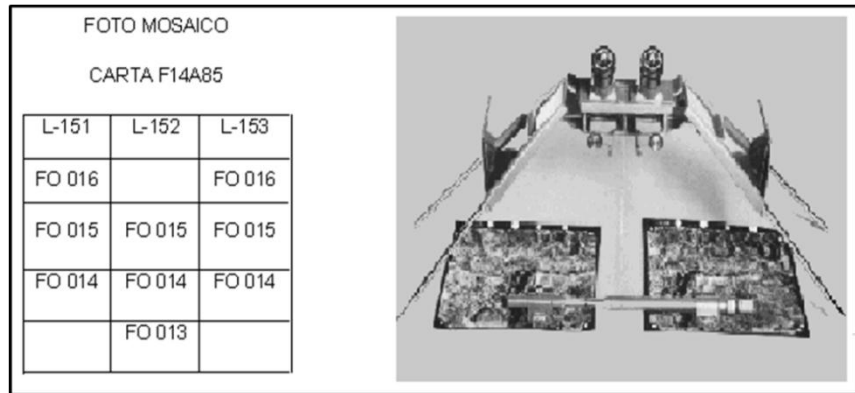 FOTO MOSAICO
CARTA F14A85
L-151 L-152 L-153
FO 016 FO 016
FO 015 FO 015 FO 015
FO 014 FO 014 FO 014
FO 013